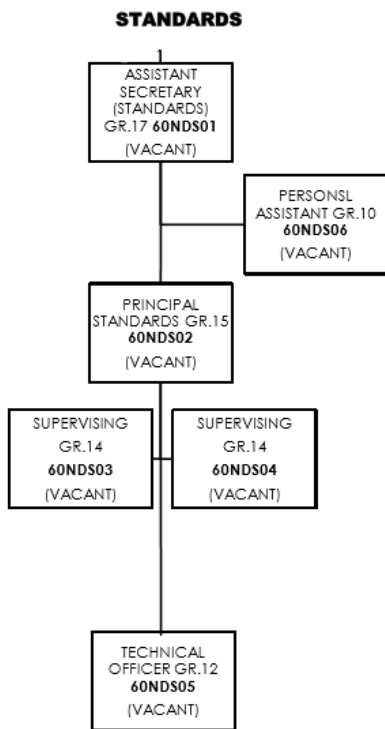 STANDARDS
1
ASSISTANT
SECRETARY
(STANDARDS)
GR.17 60NDS01
(VACANT)
PERSONSL
ASSISTANT GR.10
60NDS06
(VACANT)
PRINCIPAL
STANDARDS GR.15
60NDS02
(VACANT)
SUPERVISING
GR.14
60NDS03
(VACANT)
SUPERVISING
GR.14
60NDS04
(VACANT)
TECHNICAL
OFFICER GR.12
60NDS05
(VACANT)